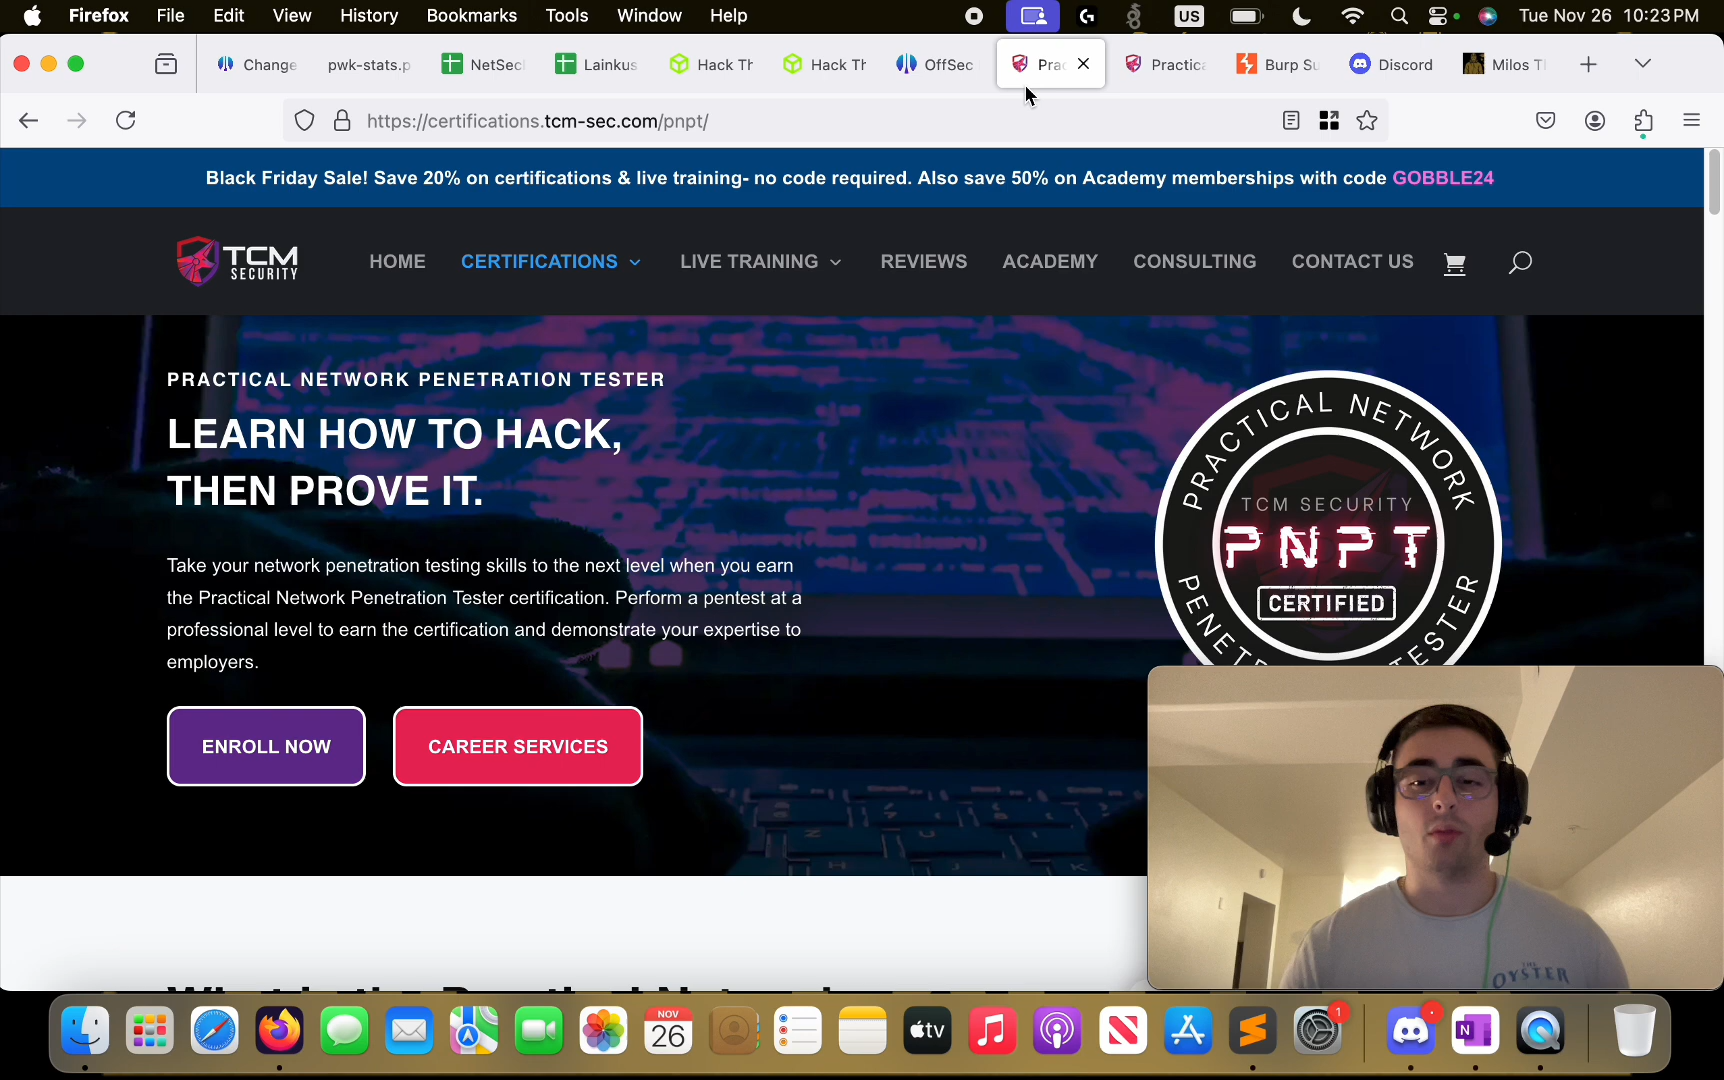 Firefox File Edit View History Bookmarks Tools Window Help US Tue Nov 26 10:23 PM
Change pwk-stats.p NetSec Lainkus Hack Th Hack Th OffSec Prac Practica Burp Su Discord Milos T
https://certifications.tcm-sec.com/pnpt/
Black Friday Sale! Save 20% on certifications & live training- no code required. Also save 50% on Academy memberships with code GOBBLE24
TCM SECURITY
HOME CERTIFICATIONS LIVE TRAINING REVIEWS ACADEMY CONSULTING CONTACT US
PRACTICAL NETWORK PENETRATION TESTER
LEARN HOW TO HACK,
THEN PROVE IT.
Take your network penetration testing skills to the next level when you earn
the Practical Network Penetration Tester certification. Perform a pentest at a
professional level to earn the certification and demonstrate your expertise to
employers.
ENROLL NOW CAREER SERVICES
PRACTICAL NETWORK
TCM SECURITY
PNPT
CERTIFIED
PENET TESTER
THE
OYSTER
NOV
26
tv
N
1